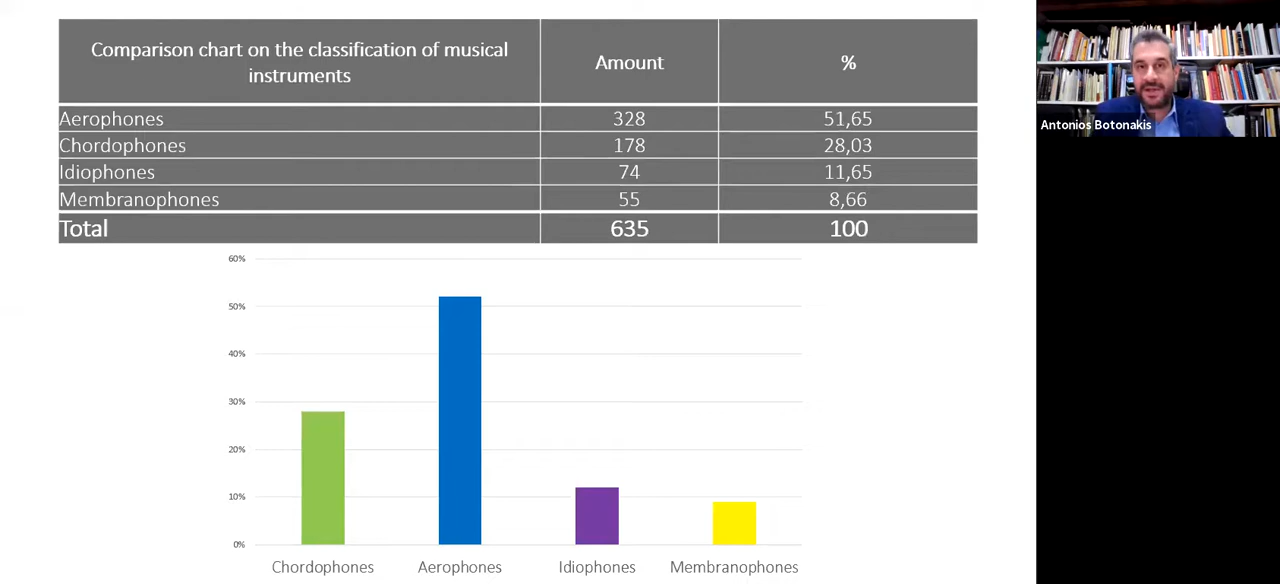 Comparison chart on the classification of musical
instruments
Amount
%
Aerophones 328 51,65
Chordophones 178 28,03
Idiophones 74 11,65
Membranophones 55 8,66
Total 635 100
60%
50%
40%
30%
20%
10%
0%
Chordophones Aerophones Idiophones Membranophones
Antonios Botonakis